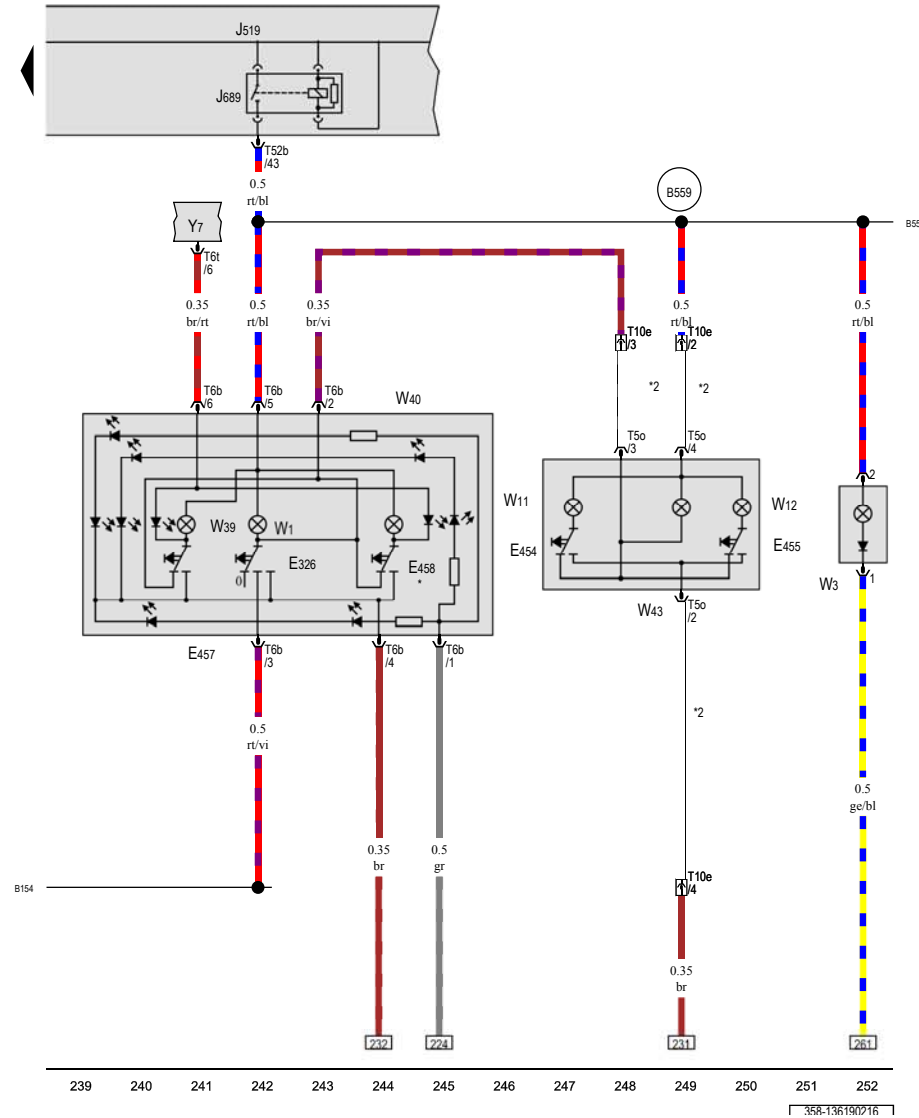 J519
J689
T52b
/43
0.5
rt/bl
B559
B55
Y7
T6t
/6
0.35
br/rt
0.5
rt/bl
0.35
br/vi
0.5
rt/bl
0.5
rt/bl
T10e
/3
T10e
/2
*2
*2
T6b
/6
T6b
/5
T6b
/2
W40
T5o
/3
T5o
/4
2
W11
W12
W39
W1
E326
E458
*
0
E454
E455
W3
1
W43
T5o
/2
E457
T6b
/3
T6b
/4
T6b
/1
*2
0.5
rt/vi
0.5
ge/bl
0.35
br
0.5
gr
B154
T10e
/4
0.35
br
232
224
231
261
239 240 241 242 243 244 245 246 247 248 249 250 251 252
358-136190216